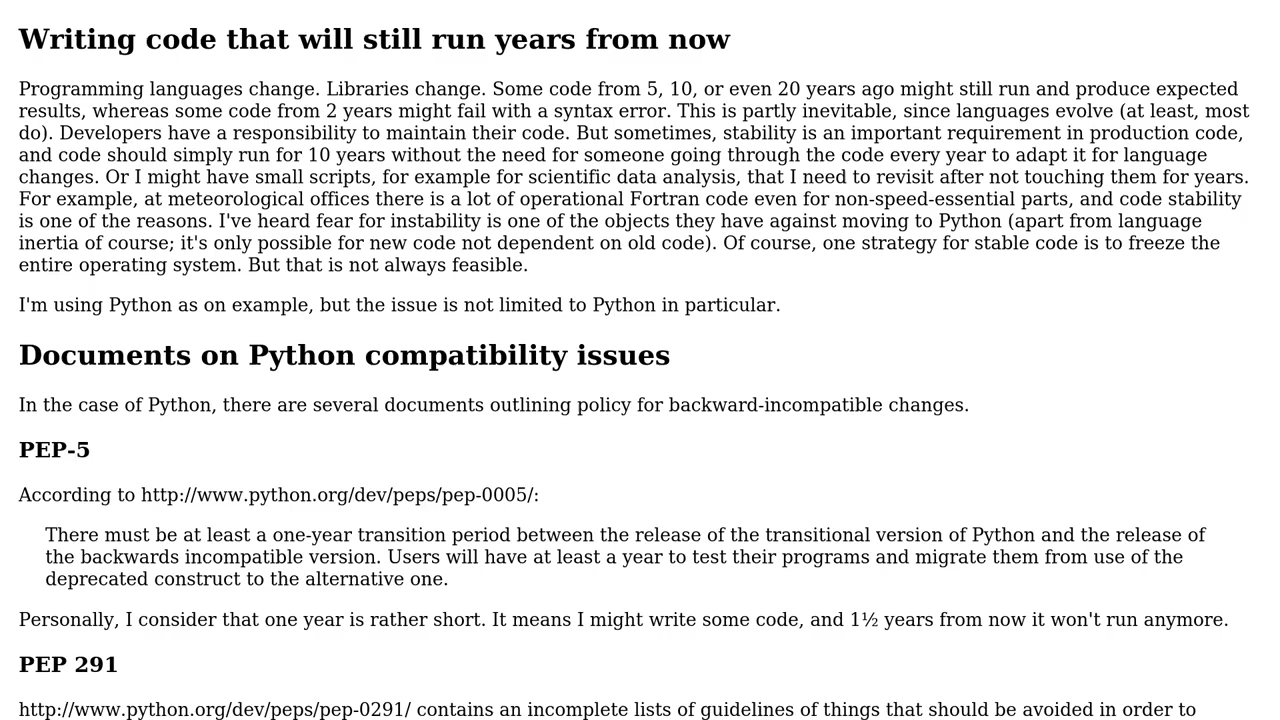 Writing code that will still run years from now
Programming languages change. Libraries change. Some code from 5, 10, or even 20 years ago might still run and produce expected
results, whereas some code from 2 years might fail with a syntax error. This is partly inevitable, since languages evolve (at least, most
do). Developers have a responsibility to maintain their code. But sometimes, stability is an important requirement in production code,
and code should simply run for 10 years without the need for someone going through the code every year to adapt it for language
changes. Or I might have small scripts, for example for scientific data analysis, that I need to revisit after not touching them for years.
For example, at meteorological offices there is a lot of operational Fortran code even for non-speed-essential parts, and code stability
is one of the reasons. I've heard fear for instability is one of the objects they have against moving to Python (apart from language
inertia of course; it's only possible for new code not dependent on old code). Of course, one strategy for stable code is to freeze the
entire operating system. But that is not always feasible.
I'm using Python as on example, but the issue is not limited to Python in particular.
Documents on Python compatibility issues
In the case of Python, there are several documents outlining policy for backward-incompatible changes.
PEP-5
According to http://www.python.org/dev/peps/pep-0005/:
There must be at least a one-year transition period between the release of the transitional version of Python and the release of
the backwards incompatible version. Users will have at least a year to test their programs and migrate them from use of the
deprecated construct to the alternative one.
Personally, I consider that one year is rather short. It means I might write some code, and 1½ years from now it won't run anymore.
PEP 291
http://www.python.org/dev/peps/pep-0291/ contains an incomplete lists of guidelines of things that should be avoided in order to